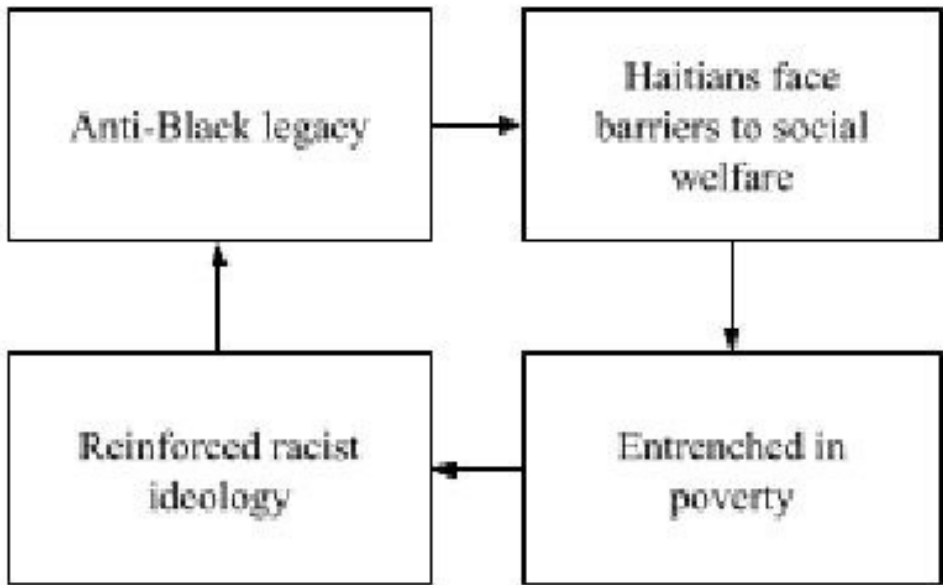 Anti-Black legacy
Haitians face
barriers to social
welfare
Entrenched in
poverty
Reinforced racist
ideology